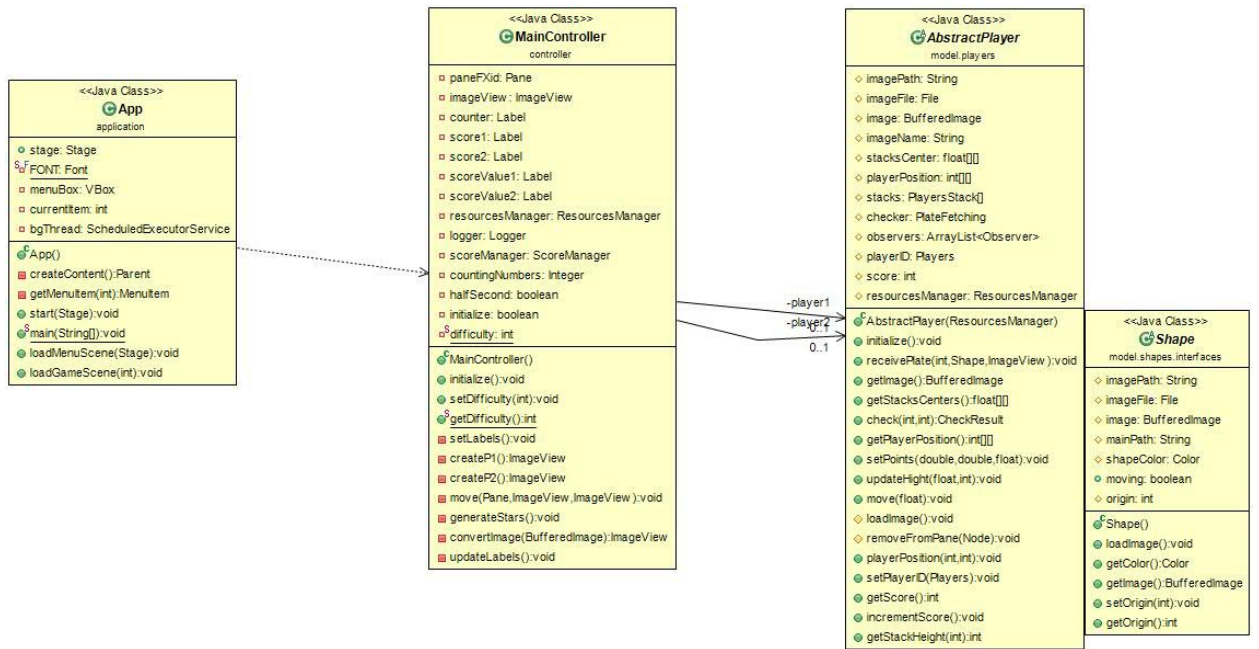 <<Java Class>>
App
application
stage: Stage
FONT: Font
menuBox: VBox
currentItem: int
bgThread: ScheduledExecutorService
App()
createContent():Parent
getMenuItem(int):MenuItem
start(Stage):void
main(String[]):void
loadMenuScene(Stage):void
loadGameScene(int):void
<<Java Class>>
MainController
controller
paneFXid: Pane
imageView: ImageView
counter: Label
score1: Label
score2: Label
scoreValue1: Label
scoreValue2: Label
resourcesManager: ResourcesManager
logger: Logger
scoreManager: ScoreManager
countingNumbers: Integer
halfSecond: boolean
initialize: boolean
difficulty: int
MainController()
initialize():void
setDifficulty(int):void
getDifficulty():int
setLabels():void
createP1():ImageView
createP2():ImageView
move(Pane,ImageView,ImageView):void
generateStars():void
convertImage(BufferedImage):ImageView
updateLabels():void
-player1
0..1
-player2
0..1
<<Java Class>>
AbstractPlayer
model.players
imagePath: String
imageFile: File
image: BufferedImage
imageName: String
stacksCenter: float[][]
playerPosition: int[][]
stacks: PlayersStack[]
checker: PlateFetching
observers: ArrayList<Observer>
playerID: Players
score: int
resourcesManager: ResourcesManager
AbstractPlayer(ResourcesManager)
initialize():void
receivePlate(int,Shape,ImageView):void
getImage():BufferedImage
getStacksCenters():float[][]
check(int,int):CheckResult
getPlayerPosition():int[][]
setPoints(double,double,float):void
updateHight(float,int):void
move(float):void
loadImage():void
removeFromPane(Node):void
playerPosition(int,int):void
setPlayerID(Players):void
getScore():int
incrementScore():void
getStackHeight(int):int
<<Java Class>>
Shape
model.shapes.interfaces
imagePath: String
imageFile: File
image: BufferedImage
mainPath: String
shapeColor: Color
moving: boolean
origin: int
Shape()
loadImage():void
getColor():Color
getImage():BufferedImage
setOrigin(int):void
getOrigin():int